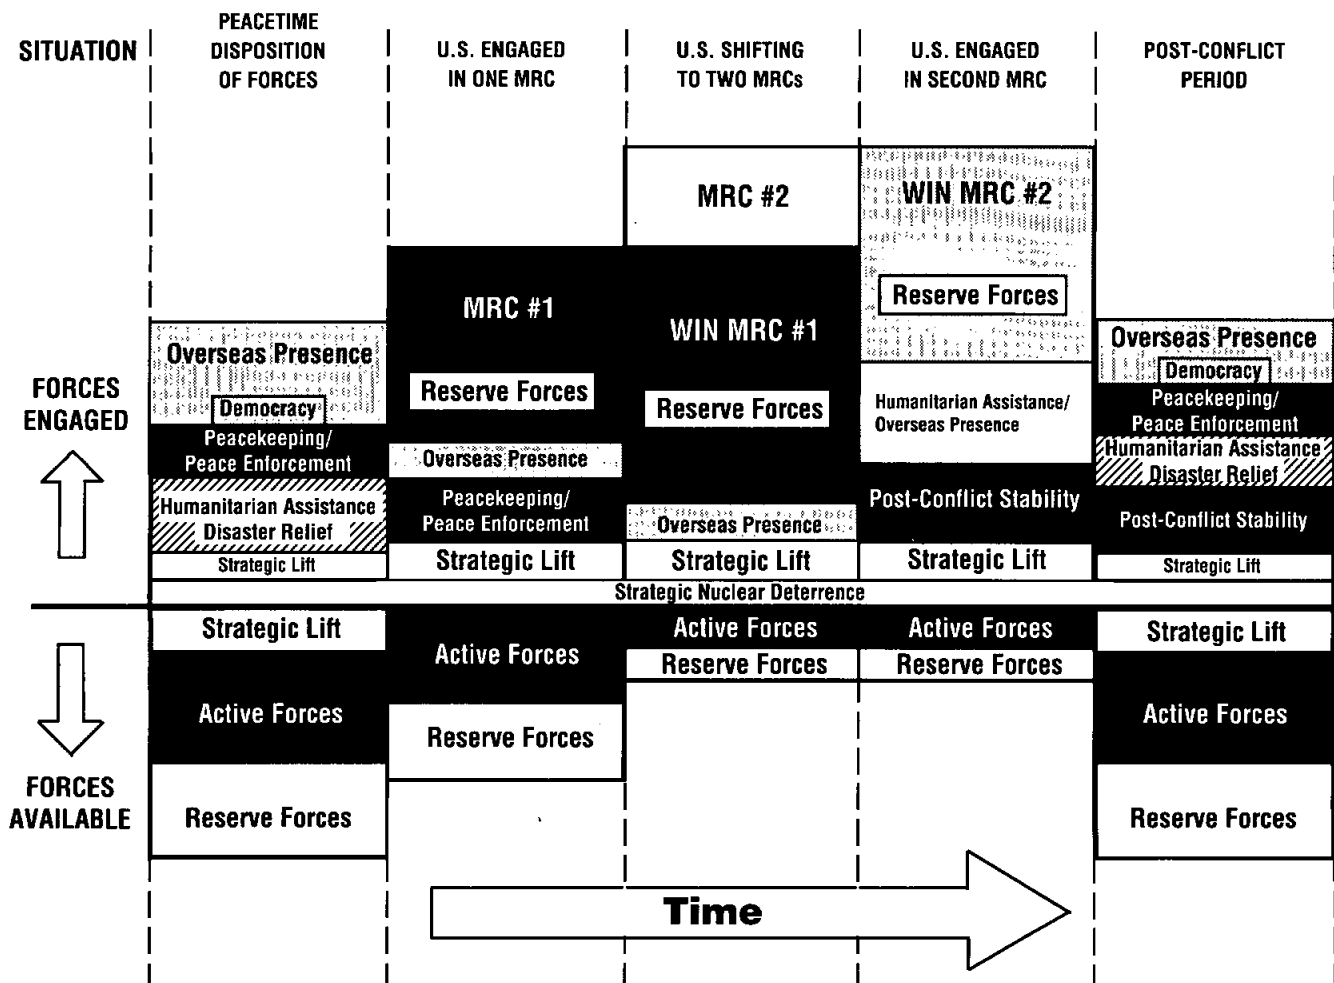 SITUATION
PEACETIME
DISPOSITION
OF FORCES
U.S. ENGAGED
IN ONE MRC
U.S. SHIFTING
TO TWO MRCs
U.S. ENGAGED
IN SECOND MRC
POST-CONFLICT
PERIOD
FORCES
ENGAGED
Overseas Presence
Democracy
Peacekeeping/
Peace Enforcement
Humanitarian Assistance
Disaster Relief
Strategic Lift
MRC #1
Reserve Forces
Overseas Presence
Peacekeeping/
Peace Enforcement
Strategic Lift
MRC #2
WIN MRC #1
Reserve Forces
Overseas Presence
Strategic Lift
WIN MRC #2
Reserve Forces
Humanitarian Assistance/
Overseas Presence
Post-Conflict Stability
Strategic Lift
Overseas Presence
Democracy
Peacekeeping/
Peace Enforcement
Humanitarian Assistance
Disaster Relief
Post-Conflict Stability
Strategic Lift
Strategic Nuclear Deterrence
FORCES
AVAILABLE
Strategic Lift
Active Forces
Reserve Forces
Active Forces
Reserve Forces
Active Forces
Reserve Forces
Active Forces
Reserve Forces
Strategic Lift
Active Forces
Reserve Forces
Time